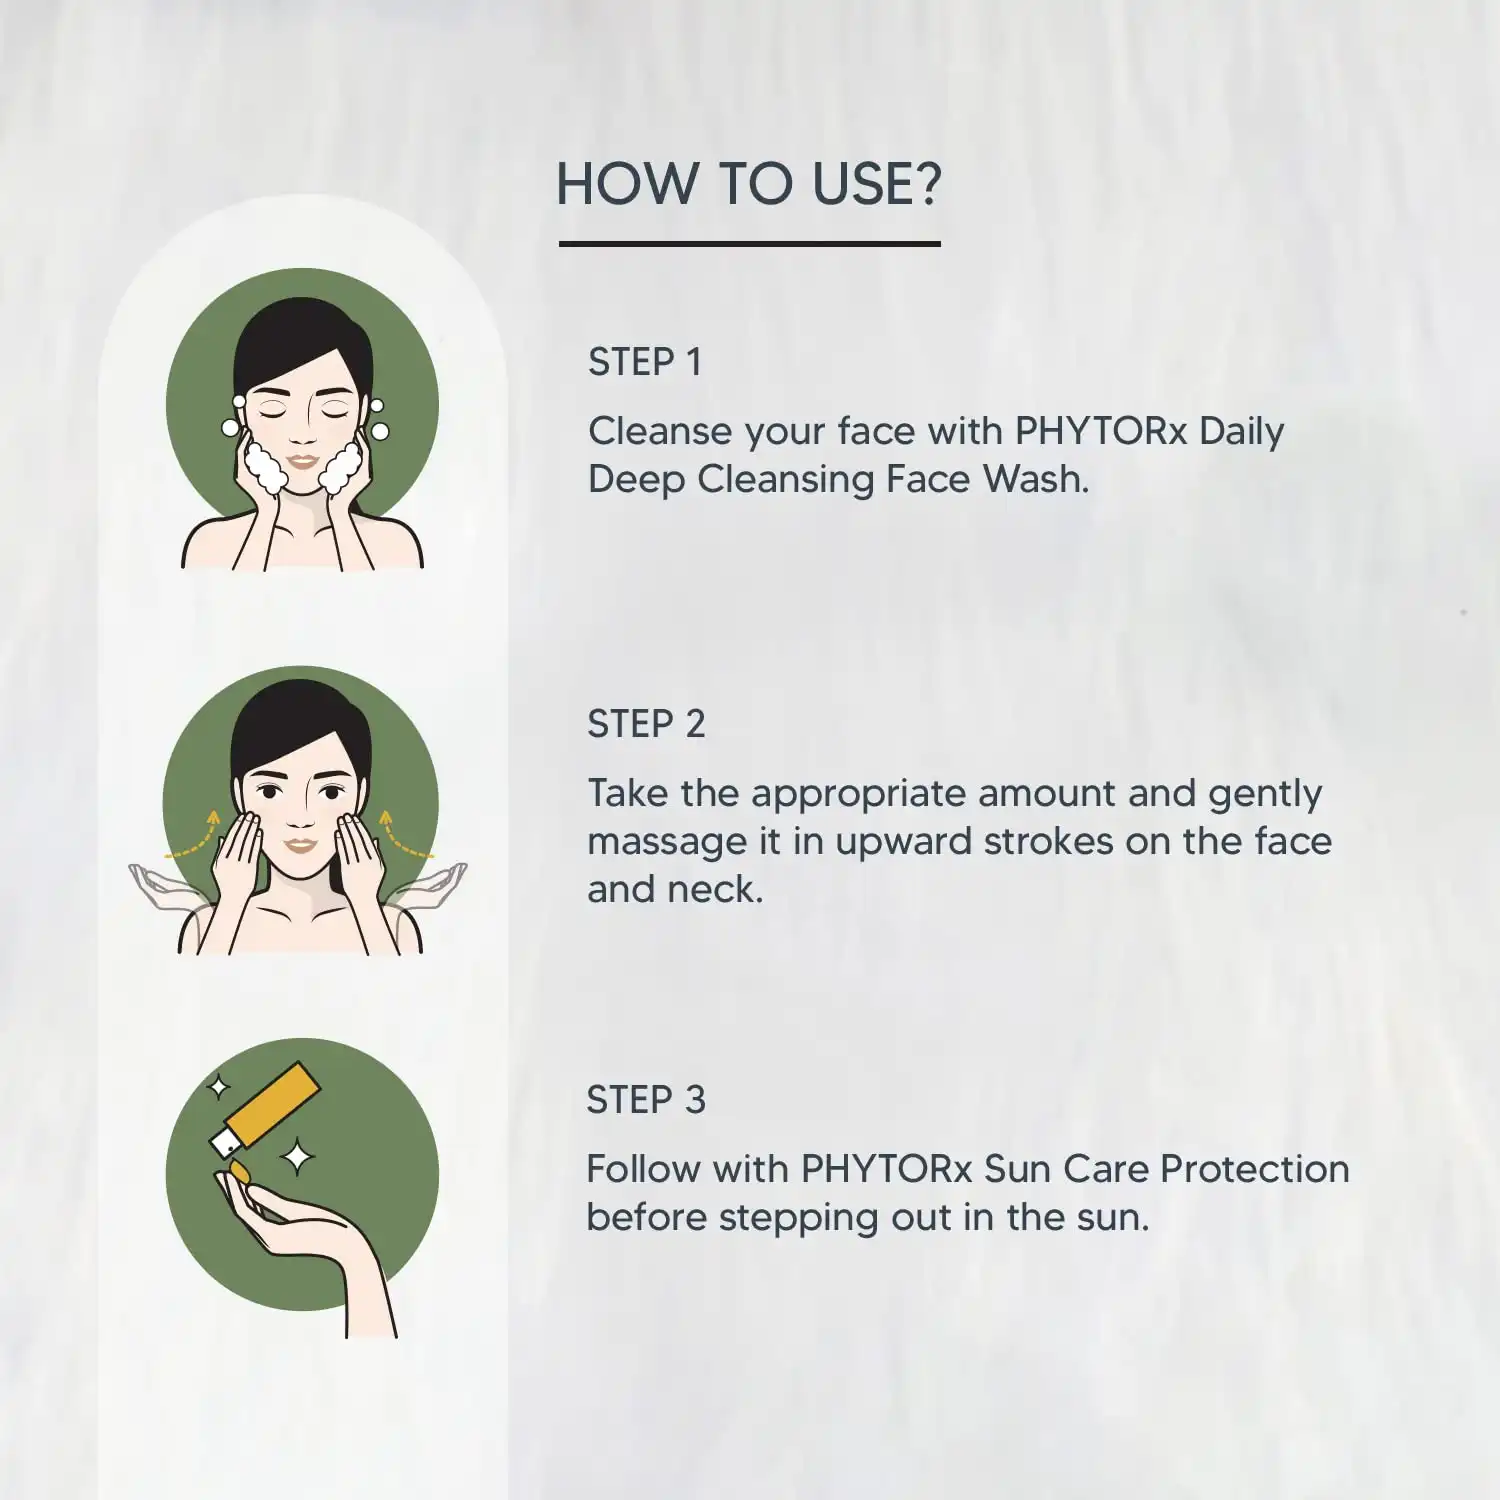 HOW TO USE?
STEP 1
Cleanse your face with PHYTORx Daily
Deep Cleansing Face Wash.
STEP 2
Take the appropriate amount and gently
massage it in upward strokes on the face
and neck.
STEP 3
Follow with PHYTORx Sun Care Protection
before stepping out in the sun.